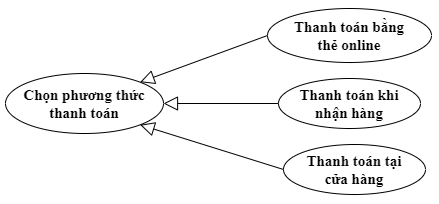 Thanh toán bằng
thẻ online
Chọn phương thức
thanh toán
Thanh toán khi
nhận hàng
Thanh toán tại
cửa hàng